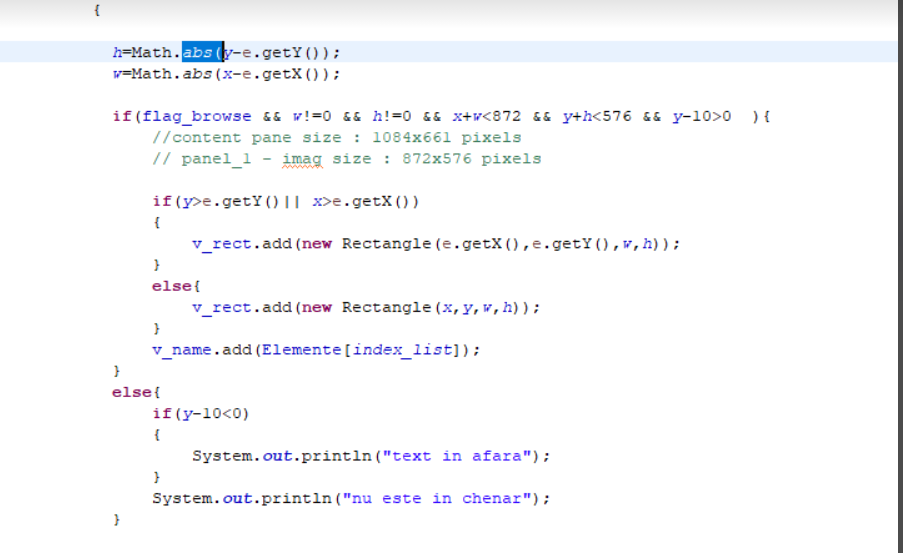 {
h=Math.abs(y-e.getY());
w=Math.abs(x-e.getX());
if(flag_browse && w!=0 && h!=0 && x+w<872 && y+h<576 && y-10>0  ){
//content pane size : 1084x661 pixels
// panel_1 - imag size : 872x576 pixels
if(y>e.getY()|| x>e.getX())
{
v_rect.add(new Rectangle(e.getX(),e.getY(),w,h));
}
else{
v_rect.add(new Rectangle(x,y,w,h));
}
v_name.add(Elemente[index_list]);
}
else{
if(y-10<0)
{
System.out.println("text in afara");
}
System.out.println("nu este in chenar");
}